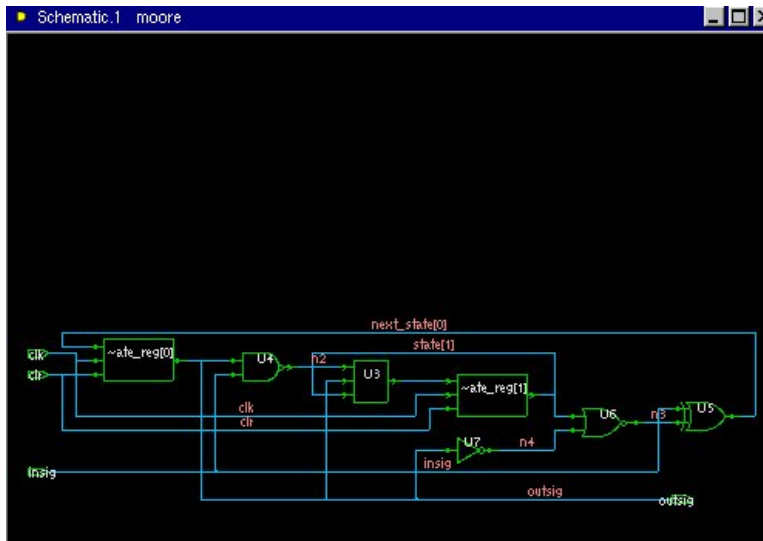 Schematic.1 moore
next_state[0]
state[1]
clk
~ate_reg[0]
U4
n2
clr
U3
~ate_reg[1]
clk
clr
U6
n3
U5
U7
n4
insig
insig
outsig
outsig